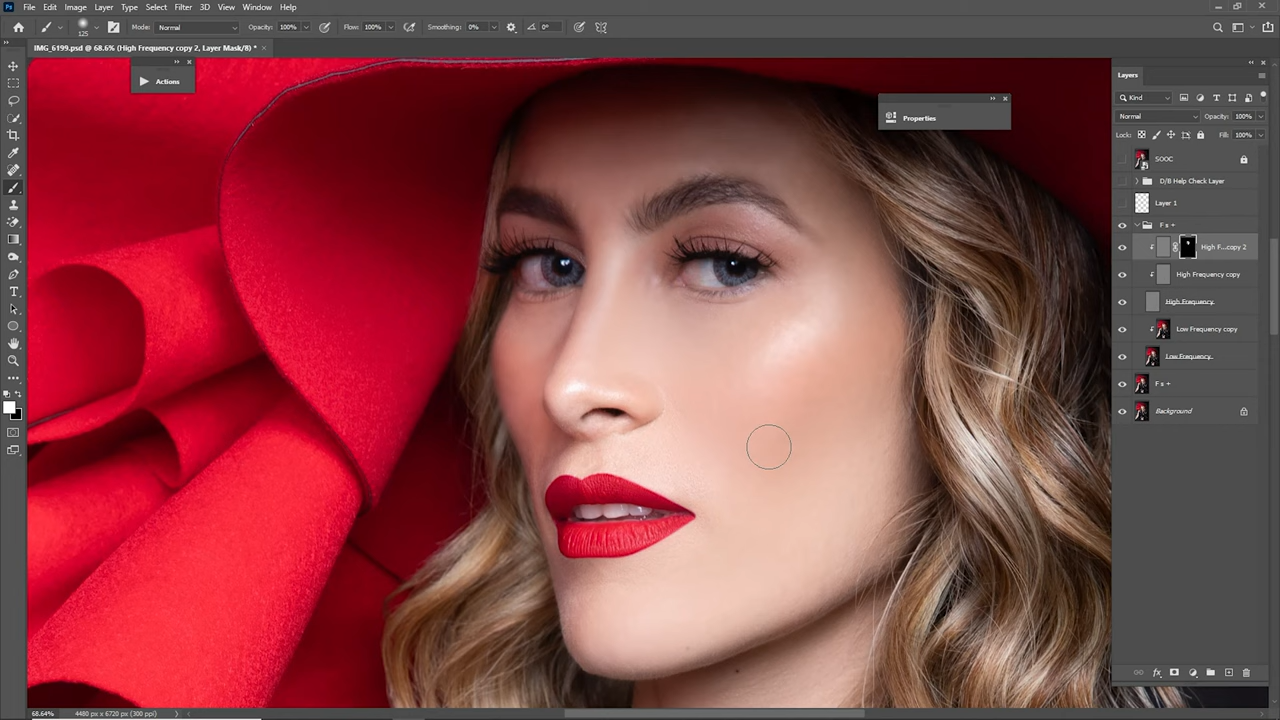 Ps File Edit Image Layer Type Select Filter 3D View Window Help
125 Mode: Normal Opacity: 100% Flow: 100% Smoothing: 0% 0°
IMG_6199.psd @ 68.6% (High Frequency copy 2, Layer Mask/8) *
Actions
Properties
Layers
Kind
Normal Opacity: 100%
Lock: Fill: 100%
SOOC
D/B Help Check Layer
Layer 1
F s +
High F...copy 2
High Frequency copy
High Frequency
Low Frequency copy
Low Frequency
F s +
Background
68.64% 4480 px x 6720 px (300 ppi)